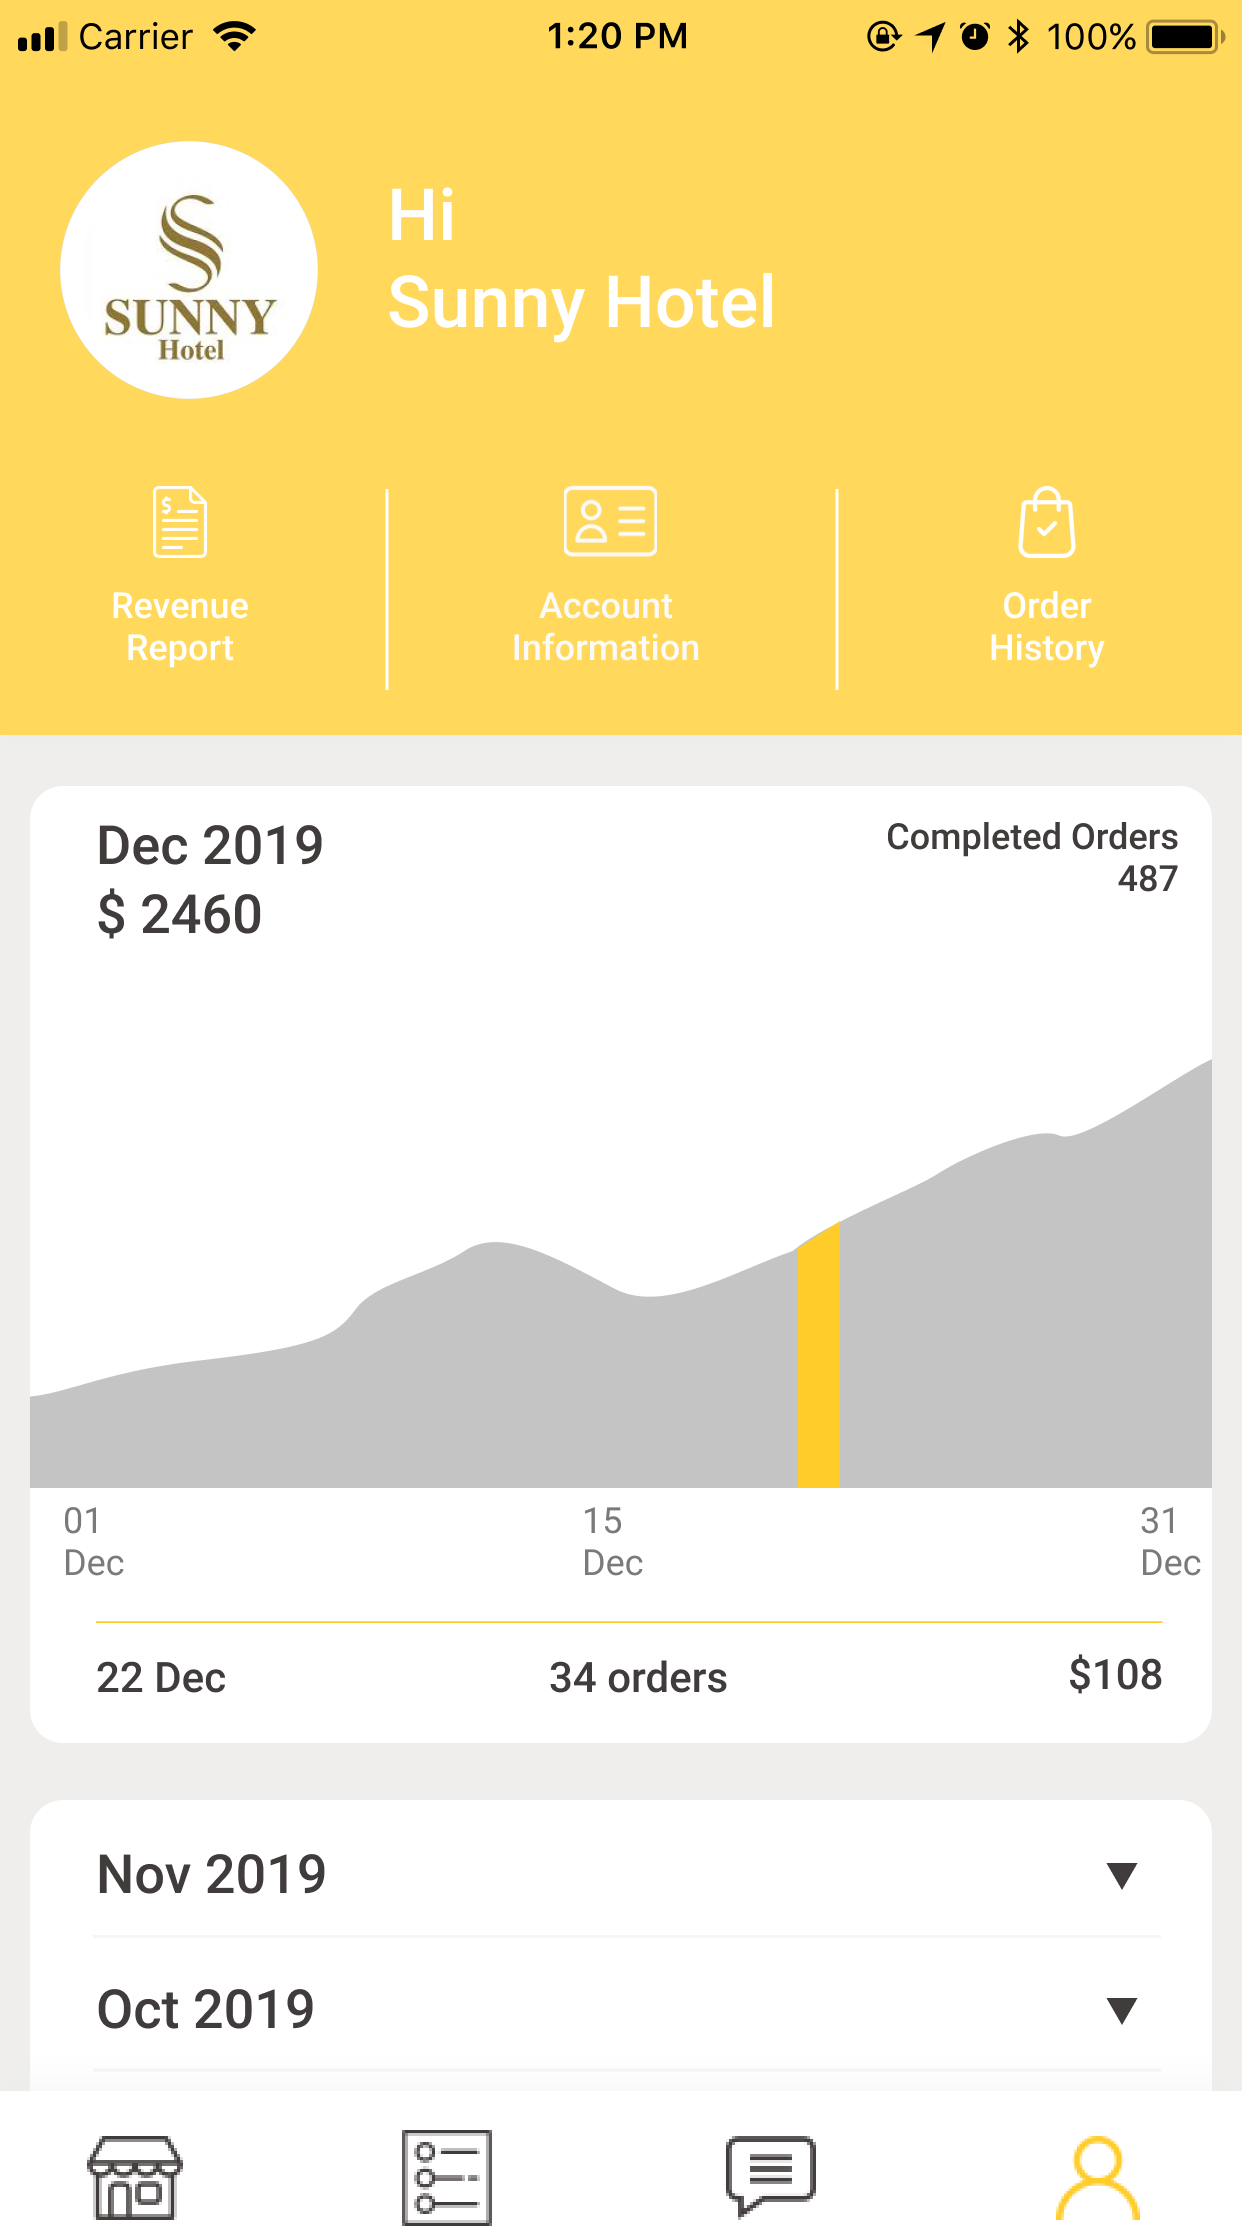 Carrier 1:20 PM 100%
SUNNY
Hotel
Hi
Sunny Hotel
Revenue
Report
Account
Information
Order
History
Dec 2019
$ 2460
Completed Orders
487
01
Dec
15
Dec
31
Dec
22 Dec 34 orders $108
Nov 2019
Oct 2019